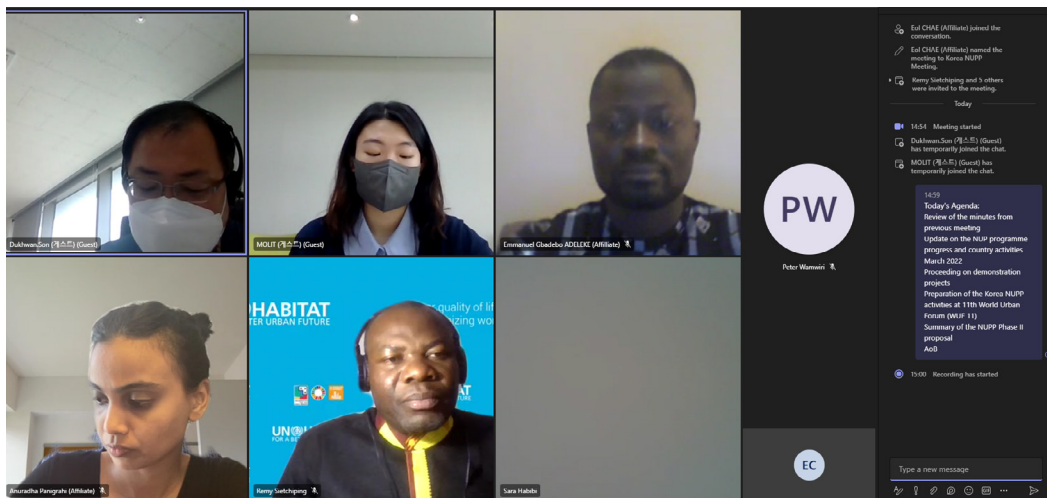 Dukhwan.Son (게스트) (Guest)
MOLIT (게스트) (Guest)
Emmanuel Gbadebo ADELEKE (Affiliate)
PW
Peter Wamwiri
Anuradha Panigrahi (Affiliate)
HABITAT
TER URBAN FUTURE
quality of lif
izing wo
FOR A BE
Remy Sietchiping
Sara Habibi
EC
Eol CHAE (Affiliate) joined the
conversation.
Eol CHAE (Affiliate) named the
meeting to Korea NUPP
Meeting.
Remy Sietchiping and 5 others
were invited to the meeting.
Today
14:54 Meeting started
Dukhwan.Son (게스트) (Guest)
has temporarily joined the chat.
MOLIT (게스트) (Guest) has
temporarily joined the chat.
14:59
Today's Agenda:
Review of the minutes from
previous meeting
Update on the NUP programme
progress and country activities
March 2022
Proceeding on demonstration
projects
Preparation of the Korea NUPP
activities at 11th World Urban
Forum (WUF 11)
Summary of the NUPP Phase II
proposal
AoB
15:00 Recording has started
Type a new message